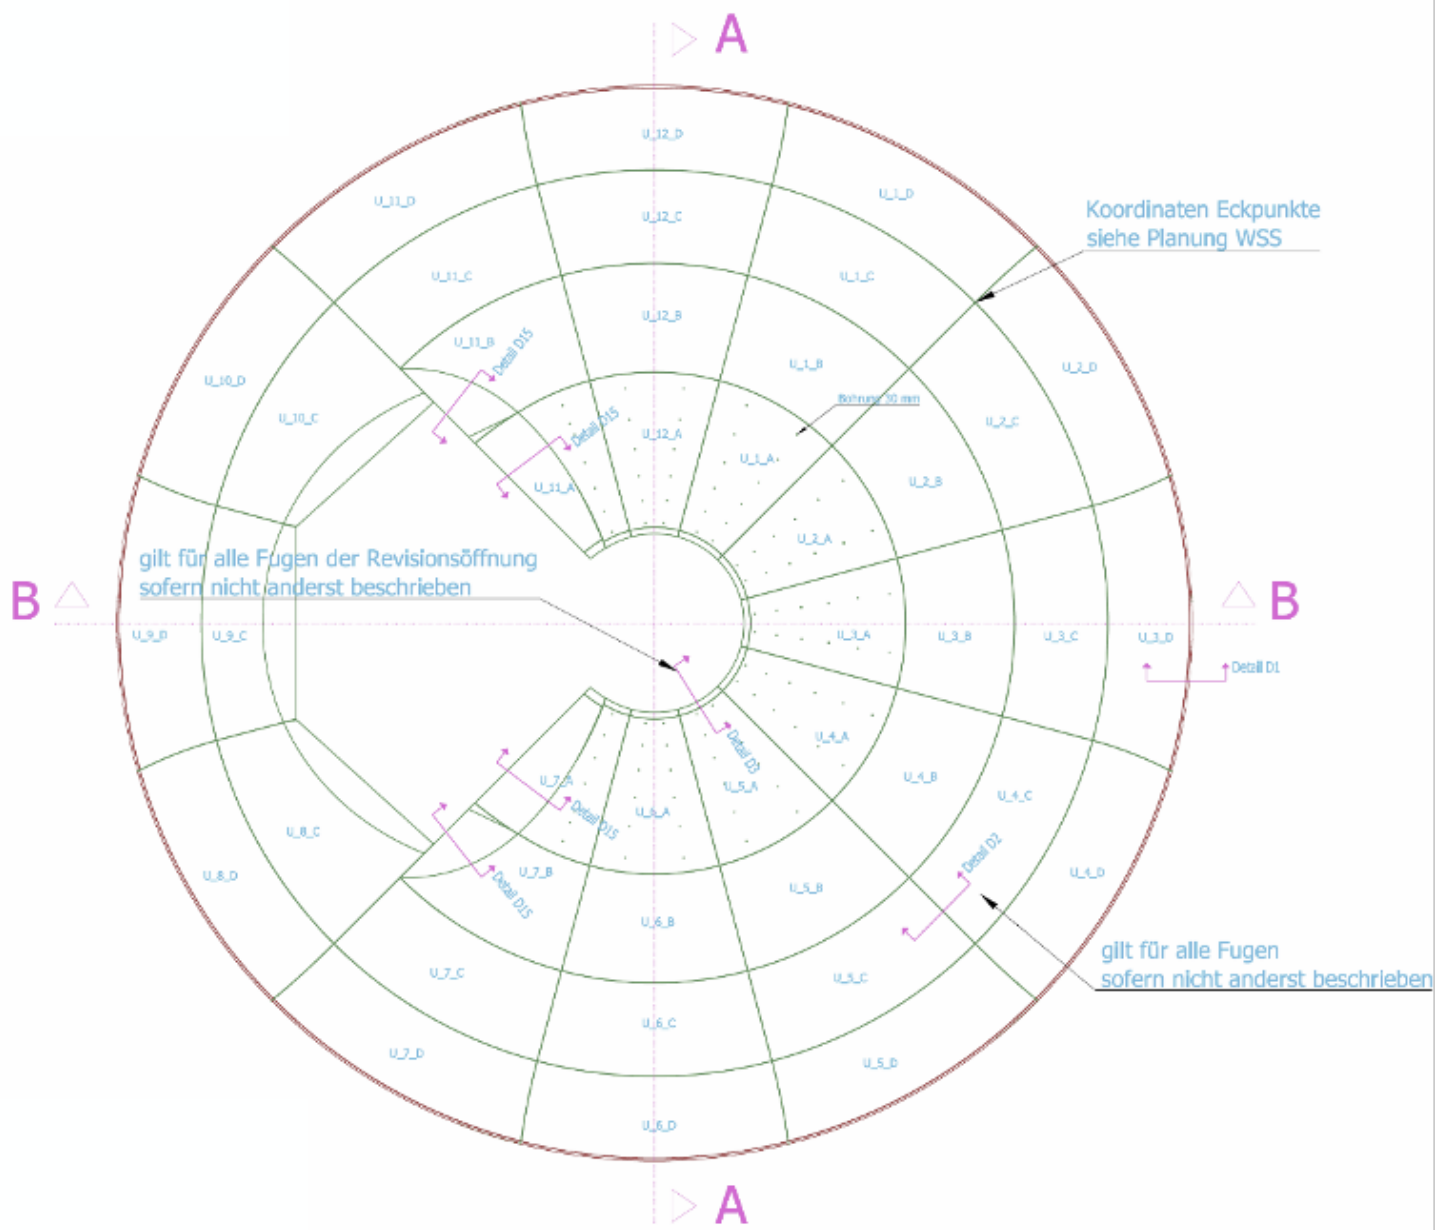 A
U_12_D
U_11_D
U_1_D
Koordinaten Eckpunkte
siehe Planung WSS
U_12_C
U_11_C
U_1_C
U_12_B
U_11_B
Detail D15
U_1_B
U_2_D
U_10_D
U_10_C
Bohrung 30 mm
U_2_C
Detail D15
U_12_A
U_1_A
U_11_A
U_2_B
U_2_A
gilt für alle Fugen der Revisionsöffnung
sofern nicht anderst beschrieben
B
B
U_9_D
U_9_C
U_3_A
U_3_B
U_3_C
U_3_D
Detail D1
U_4_A
Detail D3
U_7_A
U_5_A
U_4_B
U_4_C
Detail D15
U_6_A
U_8_C
U_8_D
U_7_B
Detail D15
U_5_B
Detail D2
U_4_D
U_6_B
gilt für alle Fugen
sofern nicht anderst beschrieben
U_7_C
U_5_C
U_6_C
U_7_D
U_5_D
U_6_D
A